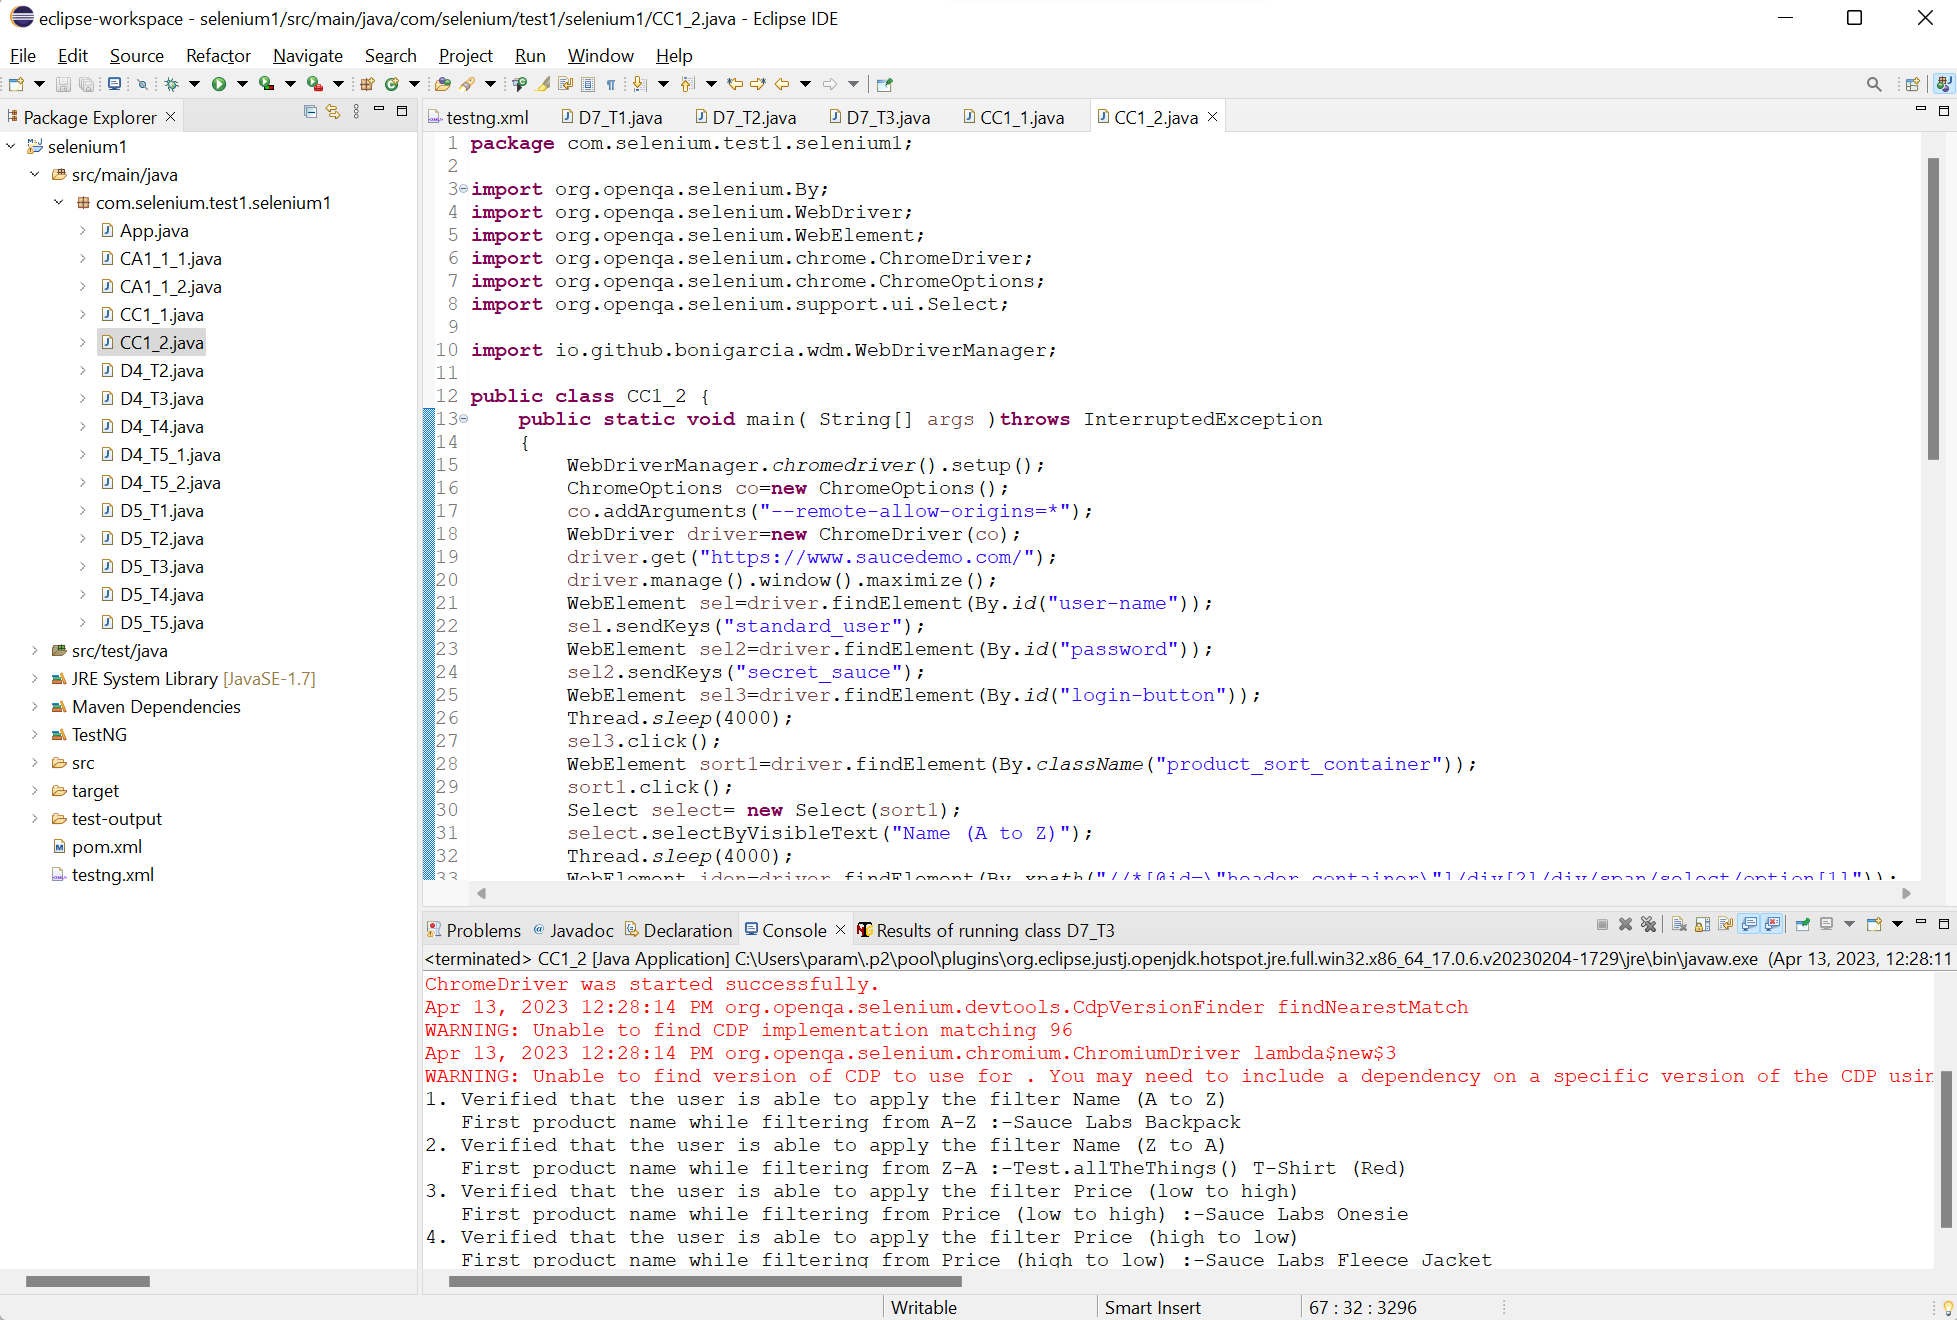 eclipse-workspace - selenium1/src/main/java/com/selenium/test1/selenium1/CC1_2.java - Eclipse IDE
File Edit Source Refactor Navigate Search Project Run Window Help
Package Explorer
selenium1
src/main/java
com.selenium.test1.selenium1
App.java
CA1_1_1.java
CA1_1_2.java
CC1_1.java
CC1_2.java
D4_T2.java
D4_T3.java
D4_T4.java
D4_T5_1.java
D4_T5_2.java
D5_T1.java
D5_T2.java
D5_T3.java
D5_T4.java
D5_T5.java
src/test/java
JRE System Library [JavaSE-1.7]
Maven Dependencies
TestNG
src
target
test-output
pom.xml
testng.xml
testng.xml D7_T1.java D7_T2.java D7_T3.java CC1_1.java CC1_2.java
1 package com.selenium.test1.selenium1;
2
3 import org.openqa.selenium.By;
4 import org.openqa.selenium.WebDriver;
5 import org.openqa.selenium.WebElement;
6 import org.openqa.selenium.chrome.ChromeDriver;
7 import org.openqa.selenium.chrome.ChromeOptions;
8 import org.openqa.selenium.support.ui.Select;
9
10 import io.github.bonigarcia.wdm.WebDriverManager;
11
12 public class CC1_2 {
13 public static void main( String[] args )throws InterruptedException
14 {
15 WebDriverManager.chromedriver().setup();
16 ChromeOptions co=new ChromeOptions();
17 co.addArguments("--remote-allow-origins=*");
18 WebDriver driver=new ChromeDriver(co);
19 driver.get("https://www.saucedemo.com/");
20 driver.manage().window().maximize();
21 WebElement sel=driver.findElement(By.id("user-name"));
22 sel.sendKeys("standard_user");
23 WebElement sel2=driver.findElement(By.id("password"));
24 sel2.sendKeys("secret_sauce");
25 WebElement sel3=driver.findElement(By.id("login-button"));
26 Thread.sleep(4000);
27 sel3.click();
28 WebElement sort1=driver.findElement(By.className("product_sort_container"));
29 sort1.click();
30 Select select= new Select(sort1);
31 select.selectByVisibleText("Name (A to Z)");
32 Thread.sleep(4000);
33 WebElement iden=driver.findElement(By.xpath("//*[@id=\"header_container\"]/div[2]/div/span/select/option[1]"));
Problems Javadoc Declaration Console Results of running class D7_T3
<terminated> CC1_2 [Java Application] C:\Users\param\.p2\pool\plugins\org.eclipse.justj.openjdk.hotspot.jre.full.win32.x86_64_17.0.6.v20230204-1729\jre\bin\javaw.exe (Apr 13, 2023, 12:28:11
ChromeDriver was started successfully.
Apr 13, 2023 12:28:14 PM org.openqa.selenium.devtools.CdpVersionFinder findNearestMatch
WARNING: Unable to find CDP implementation matching 96
Apr 13, 2023 12:28:14 PM org.openqa.selenium.chromium.ChromiumDriver lambda$new$3
WARNING: Unable to find version of CDP to use for . You may need to include a dependency on a specific version of the CDP usin
1. Verified that the user is able to apply the filter Name (A to Z)
First product name while filtering from A-Z :-Sauce Labs Backpack
2. Verified that the user is able to apply the filter Name (Z to A)
First product name while filtering from Z-A :-Test.allTheThings() T-Shirt (Red)
3. Verified that the user is able to apply the filter Price (low to high)
First product name while filtering from Price (low to high) :-Sauce Labs Onesie
4. Verified that the user is able to apply the filter Price (high to low)
First product name while filtering from Price (high to low) :-Sauce Labs Fleece Jacket
Writable Smart Insert 67 : 32 : 3296